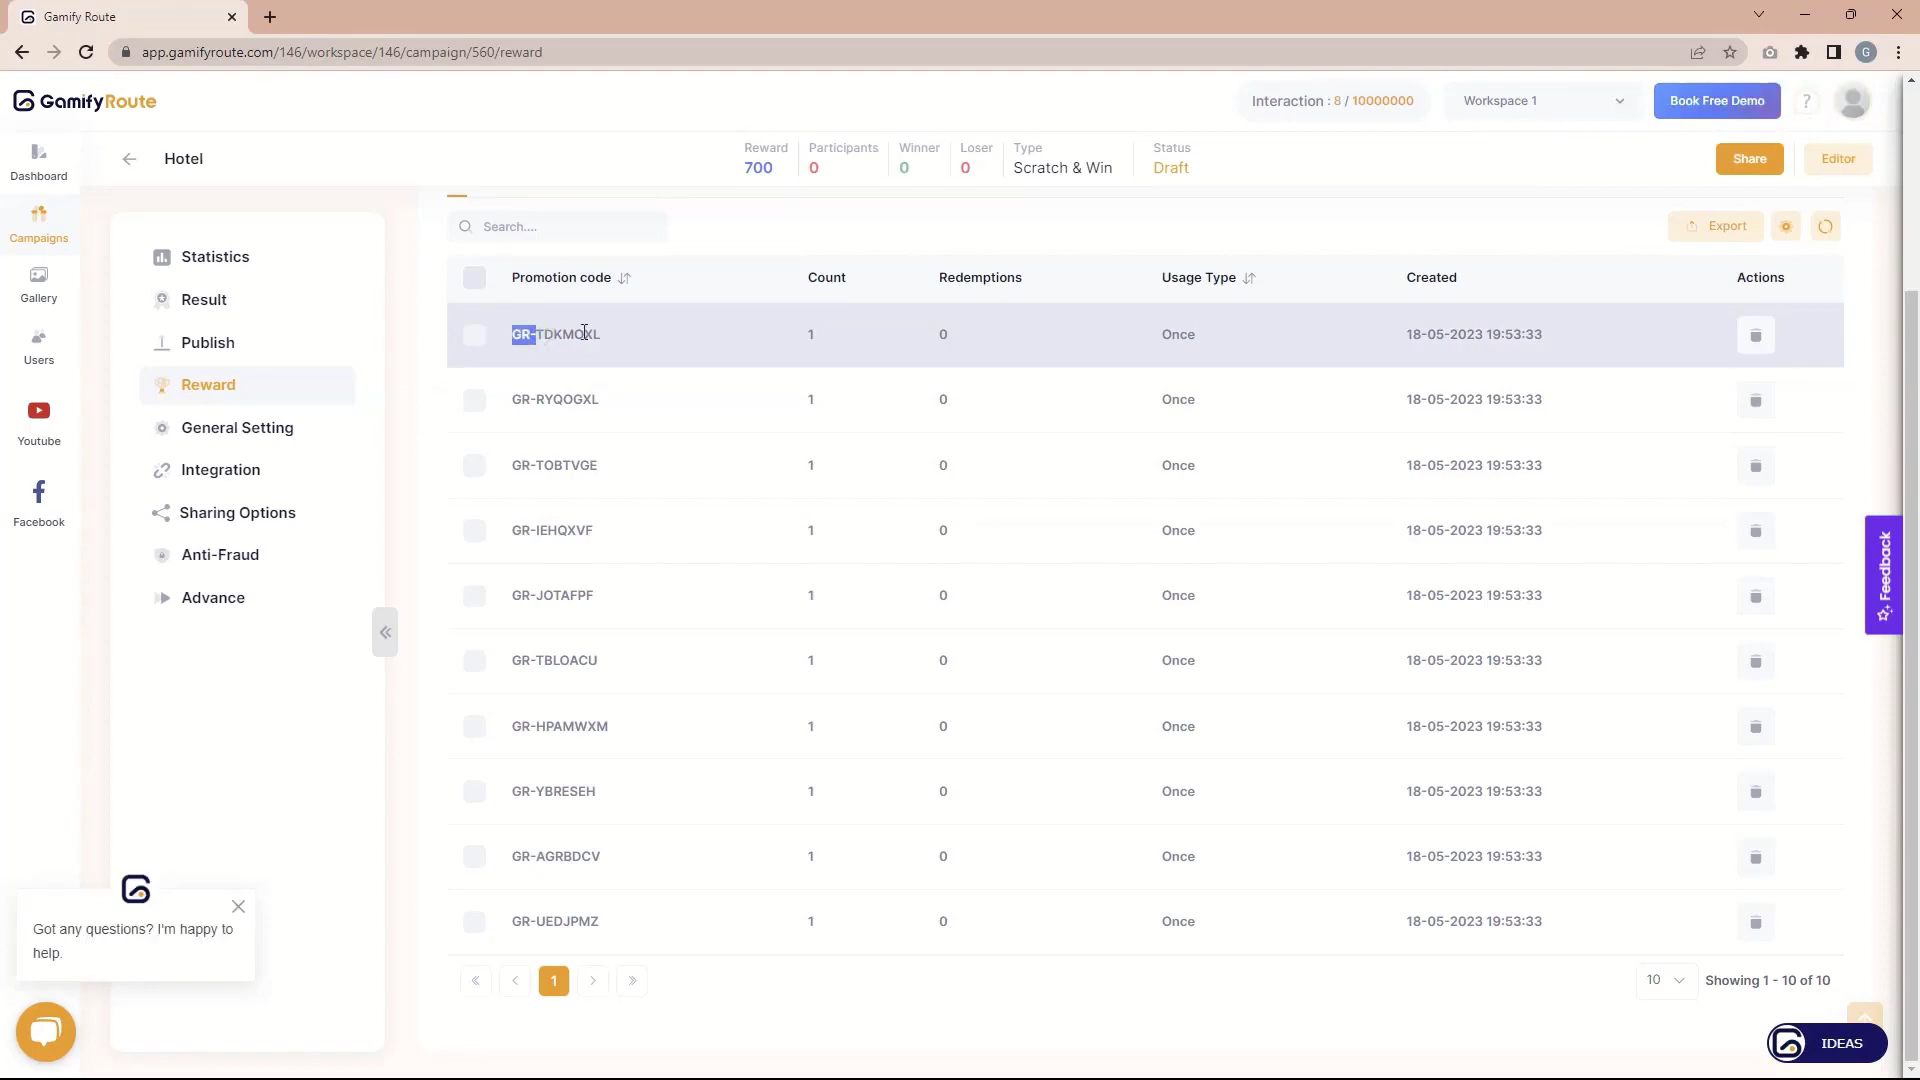 Gamify Route
app.gamifyroute.com/146/workspace/146/campaign/560/reward
G
GamifyRoute
Interaction : 8 / 10000000
Workspace 1
Book Free Demo
?
Dashboard
Campaigns
Gallery
Users
Youtube
Facebook
Hotel
Reward
700
Participants
0
Winner
0
Loser
0
Type
Scratch & Win
Status
Draft
Share
Editor
Statistics
Result
Publish
Reward
General Setting
Integration
Sharing Options
Anti-Fraud
Advance
Search....
Export
Promotion code Count Redemptions Usage Type Created Actions
GR-TDKMOXL 1 0 Once 18-05-2023 19:53:33
GR-RYQOGXL 1 0 Once 18-05-2023 19:53:33
GR-TOBTVGE 1 0 Once 18-05-2023 19:53:33
GR-IEHQXVF 1 0 Once 18-05-2023 19:53:33
GR-JOTAFPF 1 0 Once 18-05-2023 19:53:33
GR-TBLOACU 1 0 Once 18-05-2023 19:53:33
GR-HPAMWXM 1 0 Once 18-05-2023 19:53:33
GR-YBRESEH 1 0 Once 18-05-2023 19:53:33
GR-AGRBDCV 1 0 Once 18-05-2023 19:53:33
GR-UEDJPMZ 1 0 Once 18-05-2023 19:53:33
1
10
Showing 1 - 10 of 10
Feedback
Got any questions? I'm happy to
help.
IDEAS